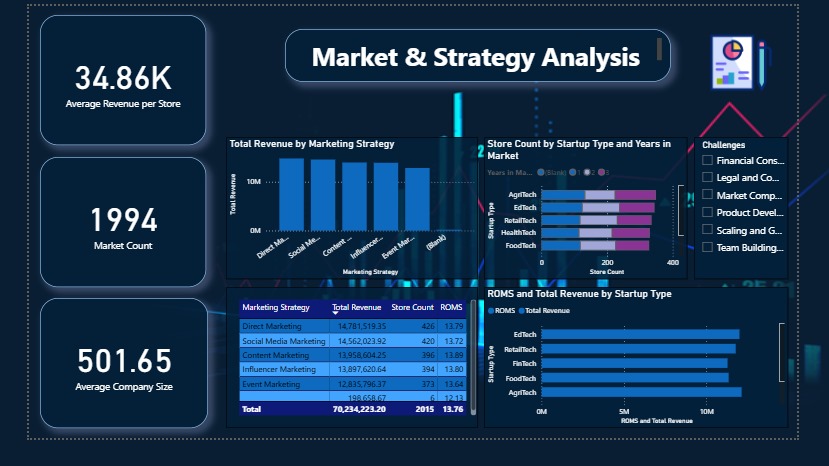 Market & Strategy Analysis
34.86K
Average Revenue per Store
1994
Market Count
501.65
Average Company Size
Total Revenue by Marketing Strategy
Total Revenue
10M
0M
Direct Ma...
Social Me...
Content ...
Influencer...
Event Mar...
(Blank)
Marketing Strategy
Store Count by Startup Type and Years in
Market
Years in Ma... (Blank) 1 2 3
Startup Type
AgriTech
EdTech
RetailTech
HealthTech
FoodTech
0 200 400
Store Count
Challenges
Financial Cons...
Legal and Co...
Market Comp...
Product Devel...
Scaling and G...
Team Building...
Marketing Strategy Total Revenue Store Count ROMS
Direct Marketing 14,781,519.35 426 13.79
Social Media Marketing 14,562,023.92 420 13.72
Content Marketing 13,958,604.25 396 13.89
Influencer Marketing 13,897,620.64 394 13.80
Event Marketing 12,835,796.37 373 13.64
198,658.67 6 12.13
Total 70,234,223.20 2015 13.76
ROMS and Total Revenue by Startup Type
ROMS Total Revenue
Startup Type
EdTech
RetailTech
FinTech
FoodTech
AgriTech
0M 5M 10M
ROMS and Total Revenue